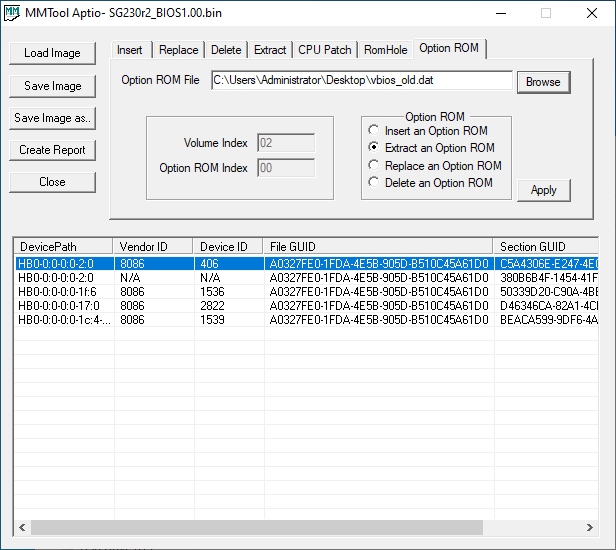 MMTool Aptio- SG230r2_BIOS1.00.bin
Load Image
Save Image
Save Image as..
Create Report
Close
Insert Replace Delete Extract CPU Patch RomHole Option ROM
Option ROM File C:\Users\Administrator\Desktop\vbios_old.dat Browse
Volume Index 02
Option ROM Index 00
Option ROM
Insert an Option ROM
Extract an Option ROM
Replace an Option ROM
Delete an Option ROM
Apply
DevicePath Vendor ID Device ID File GUID Section GUID
HB0-0:0-0:0-2:0 8086 406 A0327FE0-1FDA-4E5B-905D-B510C45A61D0 C5A4306E-E247-4E
HB0-0:0-0:0-2:0 N/A N/A A0327FE0-1FDA-4E5B-905D-B510C45A61D0 380B6B4F-1454-41F
HB0-0:0-0:0-1f:6 8086 1536 A0327FE0-1FDA-4E5B-905D-B510C45A61D0 50339D20-C90A-4BE
HB0-0:0-0:0-17:0 8086 2822 A0327FE0-1FDA-4E5B-905D-B510C45A61D0 D46346CA-82A1-4C
HB0-0:0-0:0-1c:4-... 8086 1539 A0327FE0-1FDA-4E5B-905D-B510C45A61D0 BEACA599-9DF6-4A